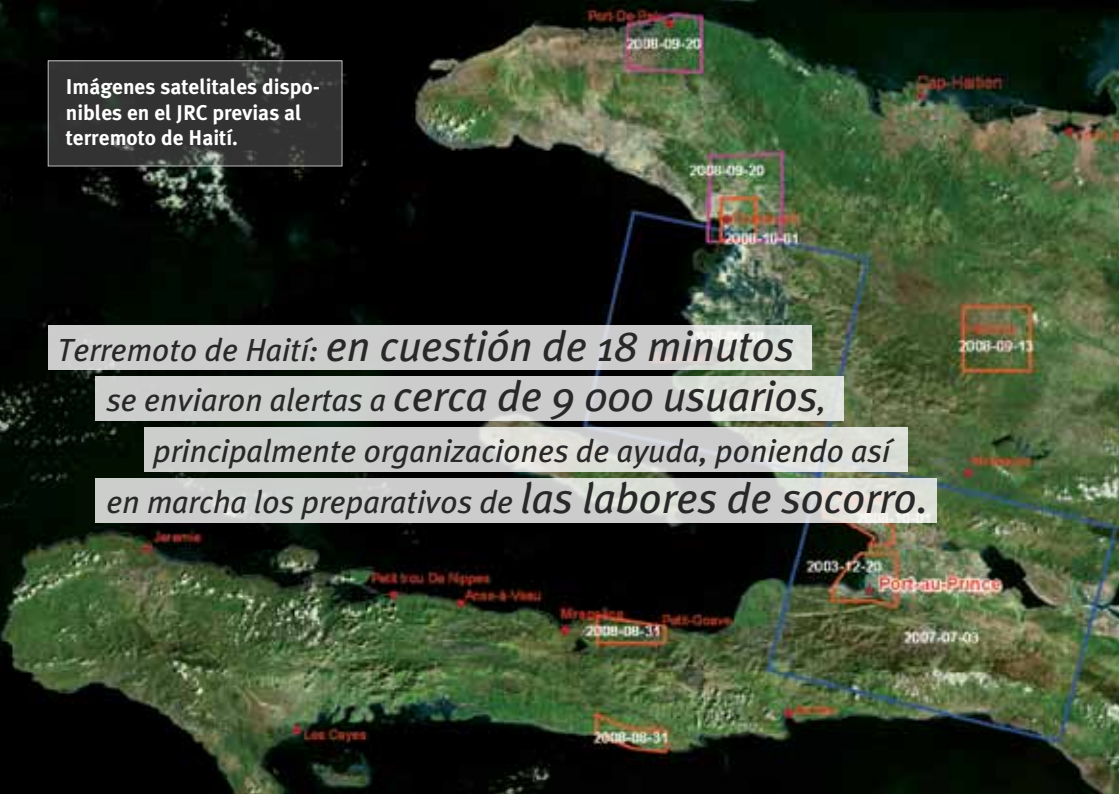 Port-De-Paix
2008-09-20
Imágenes satelitales dispo-
nibles en el JRC previas al
terremoto de Haití.
Cap-Haitien
2008-09-20
2008-10-01
2008-09-13
Terremoto de Haití: en cuestión de 18 minutos
se enviaron alertas a cerca de 9 000 usuarios,
principalmente organizaciones de ayuda, poniendo así
en marcha los preparativos de las labores de socorro.
Jeremie
2003-12-20
Port-au-Prince
Petit trou De Nippes
Anse-à-Veau
Miragoâne
Petit-Goave
2008-08-31
2007-07-03
Les Cayes
2008-08-31